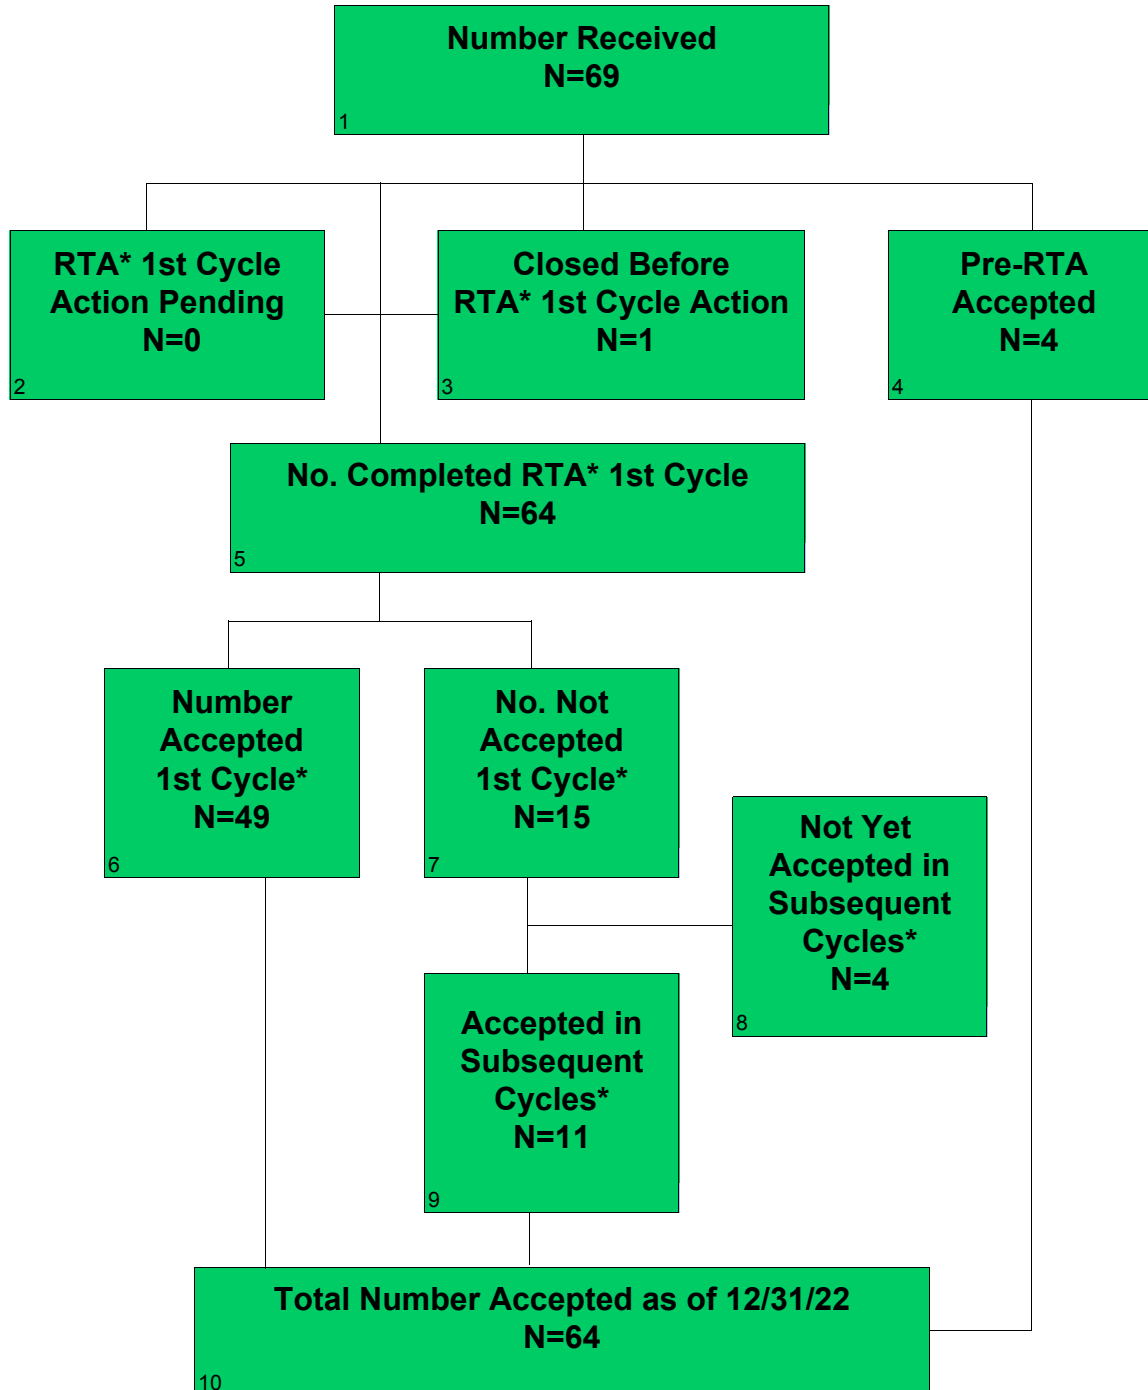 Number Received
N=69
1
RTA* 1st Cycle
Action Pending
N=0
2
Closed Before
RTA* 1st Cycle Action
N=1
3
Pre-RTA
Accepted
N=4
4
No. Completed RTA* 1st Cycle
N=64
5
Number
Accepted
1st Cycle*
N=49
6
No. Not
Accepted
1st Cycle*
N=15
7
Not Yet
Accepted in
Subsequent
Cycles*
N=4
8
Accepted in
Subsequent
Cycles*
N=11
9
Total Number Accepted as of 12/31/22
N=64
10